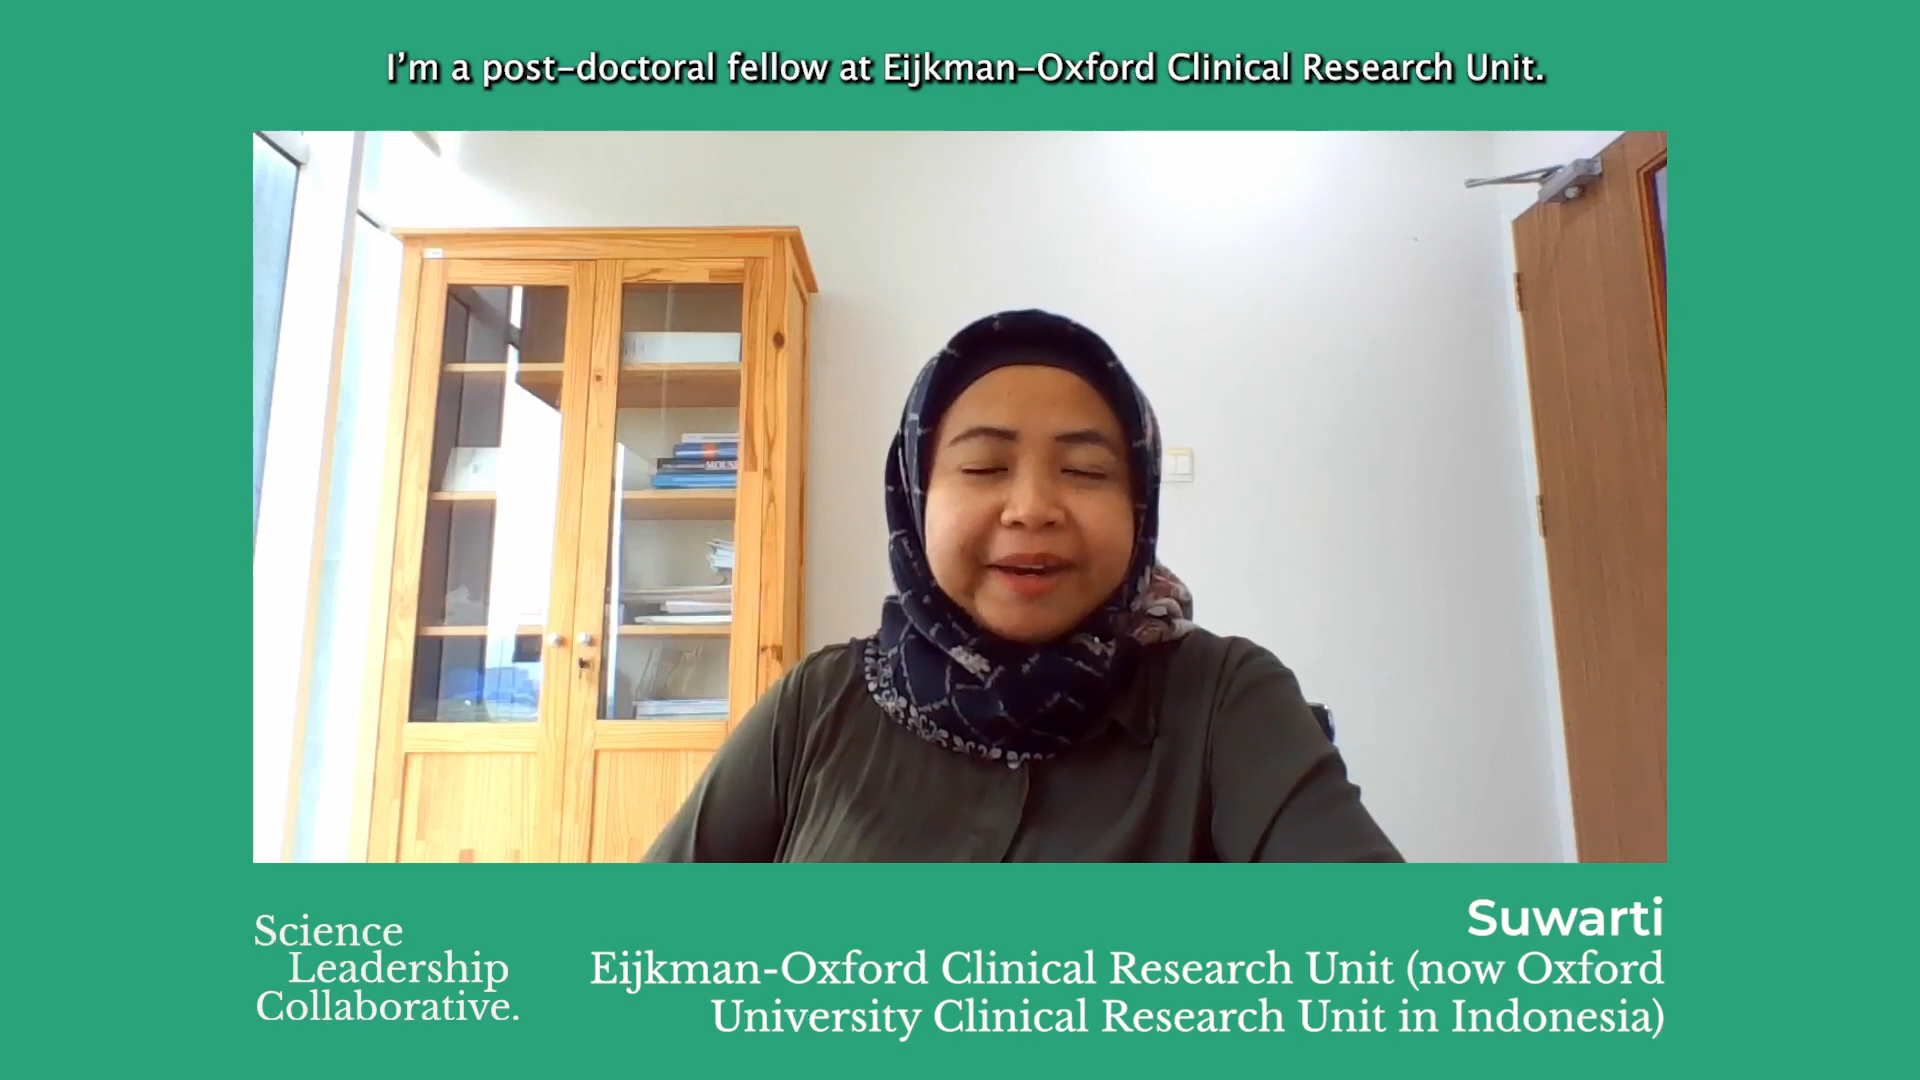 I’m a post–doctoral fellow at Eijkman–Oxford Clinical Research Unit.
Science
Leadership
Collaborative.
Suwarti
Eijkman-Oxford Clinical Research Unit (now Oxford
University Clinical Research Unit in Indonesia)